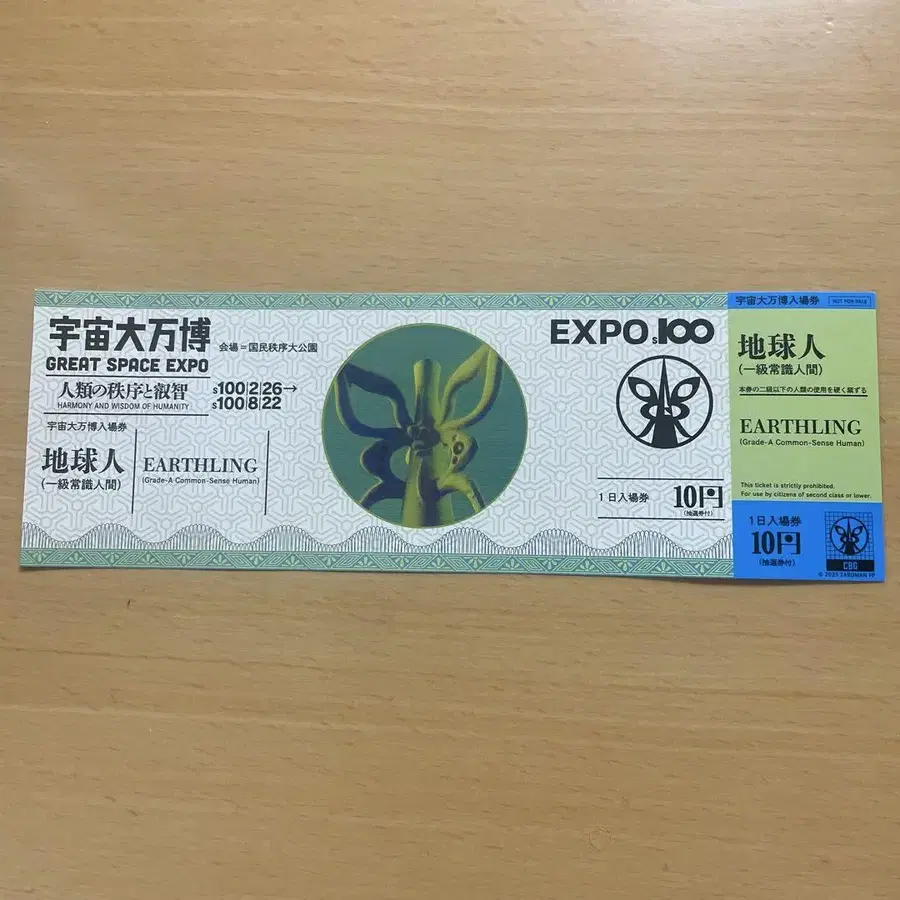 宇宙大万博
GREAT SPACE EXPO
会場＝国民秩序大公園
人類の秩序と叡智
HARMONY AND WISDOM OF HUMANITY
S100|2|26→
S100|8|22
宇宙大万博入場券
地球人
(一級常識人間)
EARTHLING
(Grade-A Common-Sense Human)
EXPO.S100
1日入場券
10円
(抽選券付)
宇宙大万博入場券
NOT FOR SALE
地球人
(一級常識人間)
本券の二級以下の人類の使用を硬く禁ずる
EARTHLING
(Grade-A Common-Sense Human)
This ticket is strictly prohibited.
For use by citizens of second class or lower.
1日入場券
10円
(抽選券付)
CBG
© 2025 ZARDMAN PP